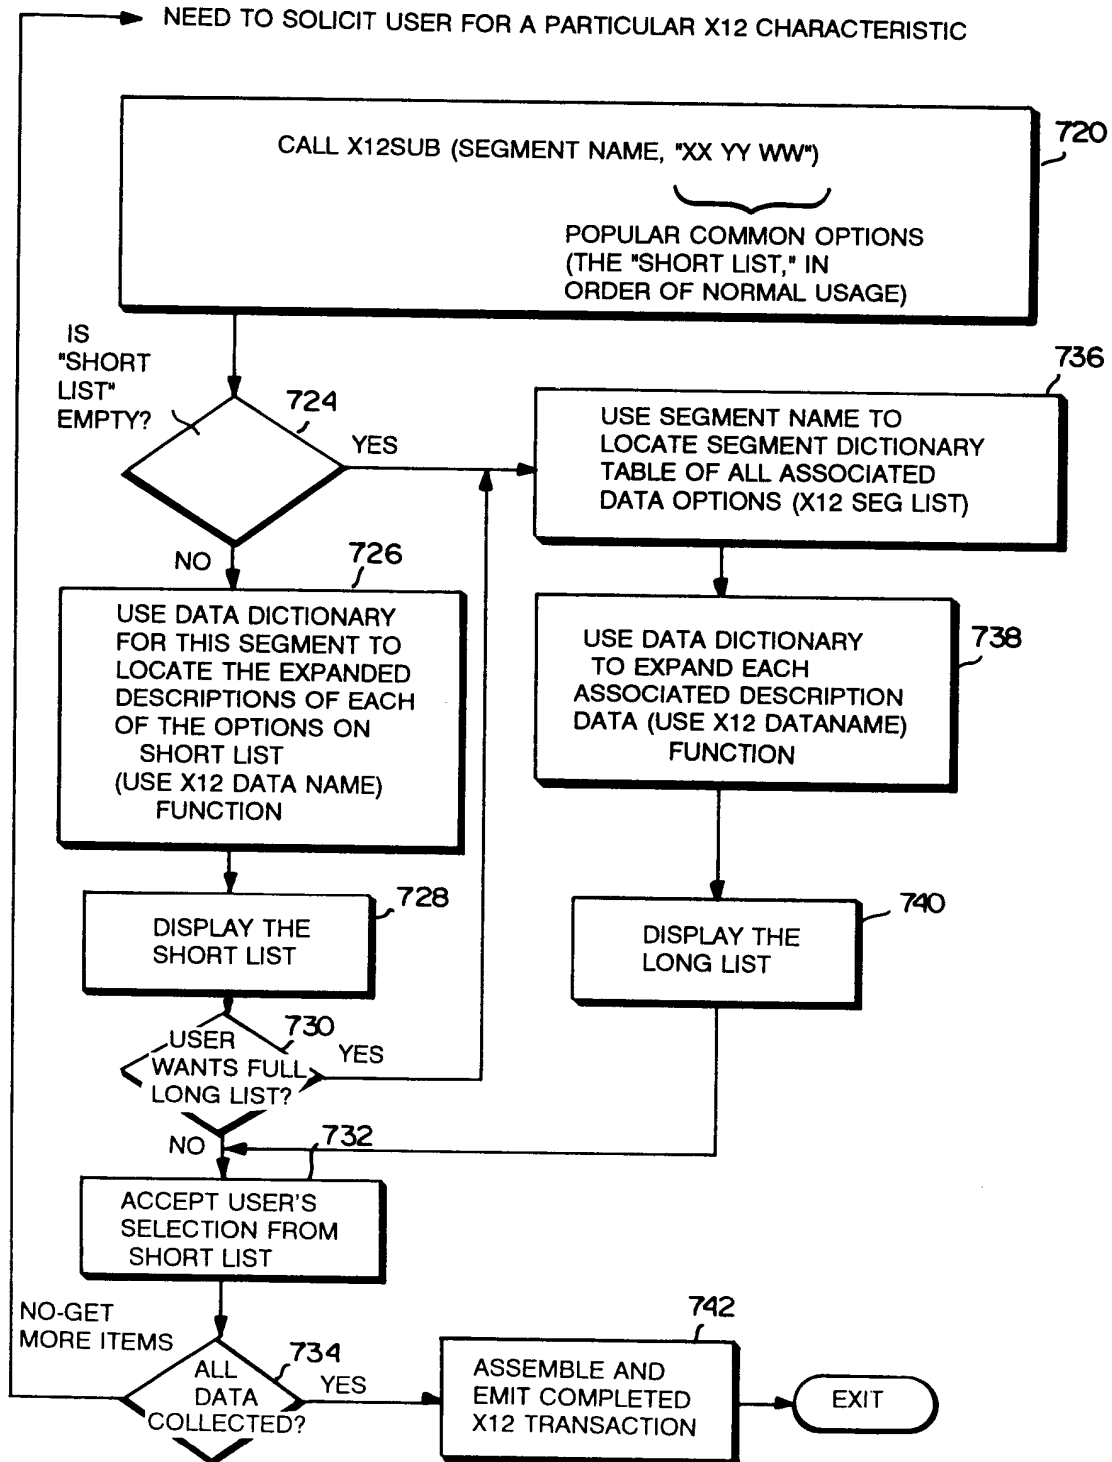 NEED TO SOLICIT USER FOR A PARTICULAR X12 CHARACTERISTIC
CALL X12SUB (SEGMENT NAME, "XX YY WW")
720
POPULAR COMMON OPTIONS
(THE "SHORT LIST," IN
ORDER OF NORMAL USAGE)
IS
"SHORT
LIST"
EMPTY?
724
YES
NO
736
USE SEGMENT NAME TO
LOCATE SEGMENT DICTIONARY
TABLE OF ALL ASSOCIATED
DATA OPTIONS (X12 SEG LIST)
726
USE DATA DICTIONARY
FOR THIS SEGMENT TO
LOCATE THE EXPANDED
DESCRIPTIONS OF EACH
OF THE OPTIONS ON
SHORT LIST
(USE X12 DATA NAME)
FUNCTION
738
USE DATA DICTIONARY
TO EXPAND EACH
ASSOCIATED DESCRIPTION
DATA (USE X12 DATANAME)
FUNCTION
728
DISPLAY THE
SHORT LIST
740
DISPLAY THE
LONG LIST
730
USER
WANTS FULL
LONG LIST?
YES
NO
732
ACCEPT USER'S
SELECTION FROM
SHORT LIST
NO-GET
MORE ITEMS
734
ALL
DATA
COLLECTED?
YES
742
ASSEMBLE AND
EMIT COMPLETED
X12 TRANSACTION
EXIT